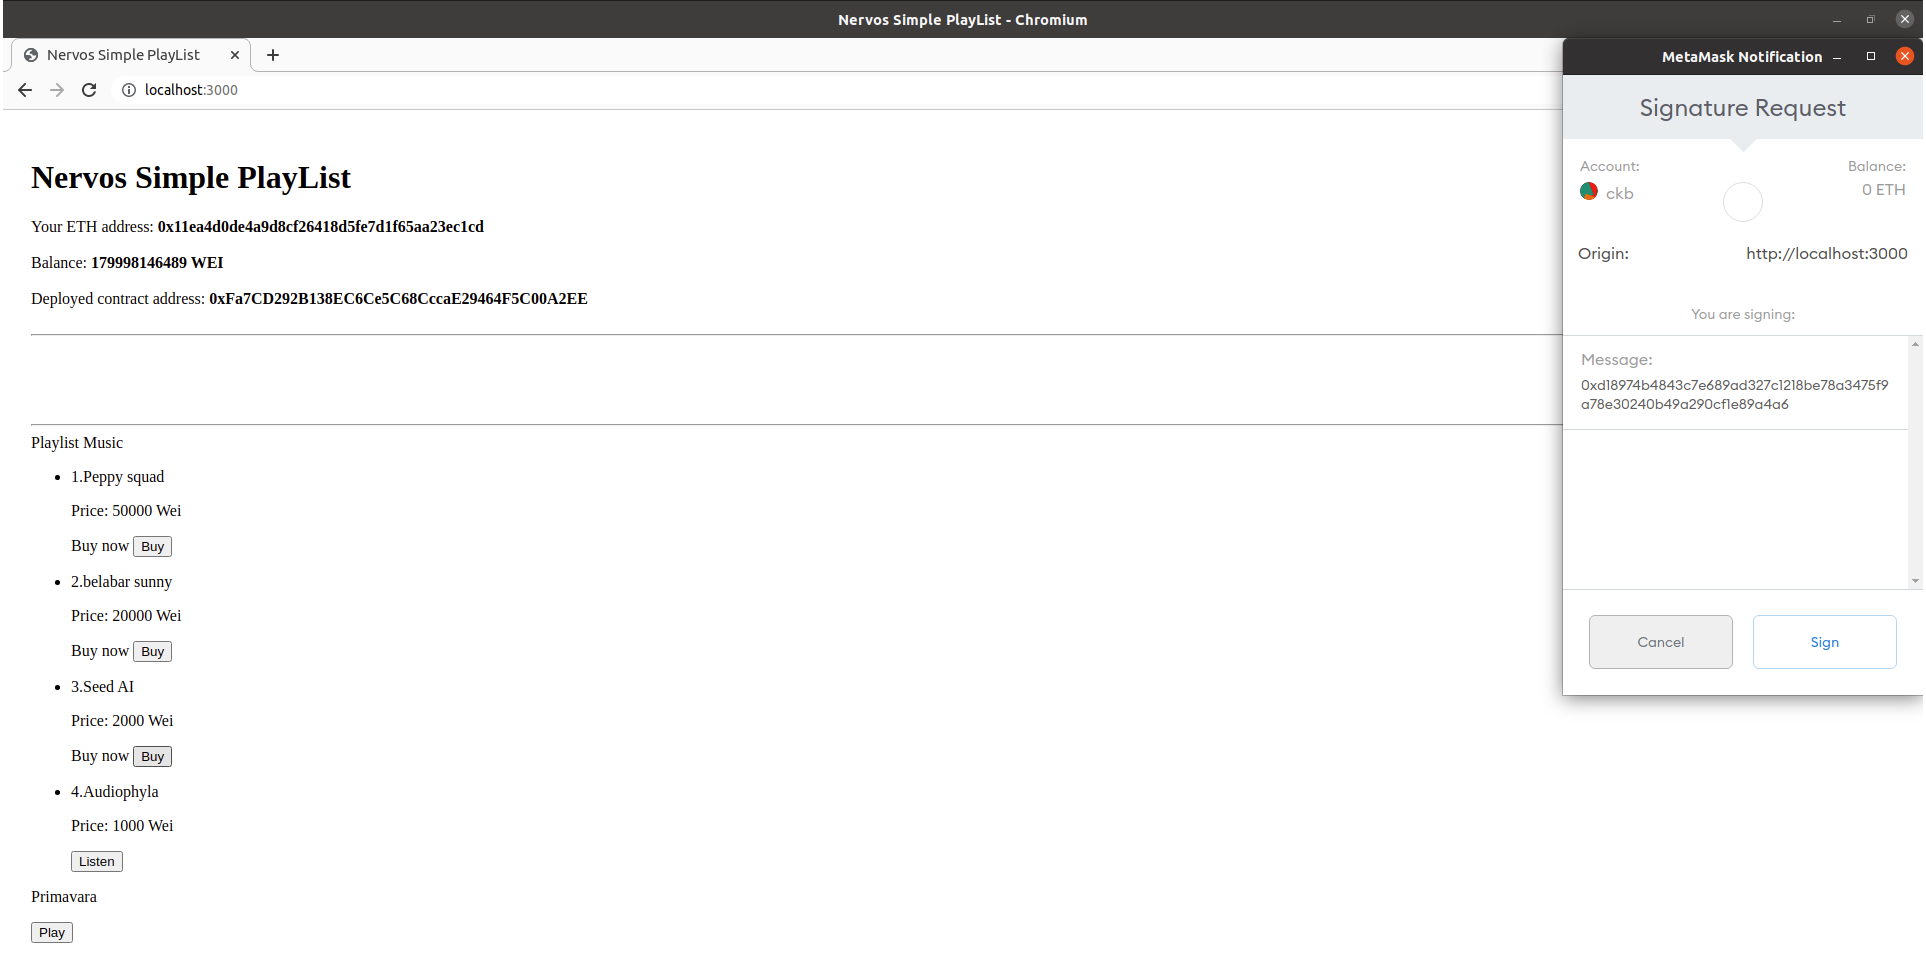 Nervos Simple PlayList - Chromium
Nervos Simple PlayList
localhost:3000
Nervos Simple PlayList
Your ETH address: 0x11ea4d0de4a9d8cf26418d5fe7d1f65aa23ec1cd
Balance: 179998146489 WEI
Deployed contract address: 0xFa7CD292B138EC6Ce5C68CccaE29464F5C00A2EE
Playlist Music
1.Peppy squad
Price: 50000 Wei
Buy now Buy
2.belabar sunny
Price: 20000 Wei
Buy now Buy
3.Seed AI
Price: 2000 Wei
Buy now Buy
4.Audiophyla
Price: 1000 Wei
Listen
Primavara
Play
MetaMask Notification
Signature Request
Account: Balance:
ckb 0 ETH
Origin: http://localhost:3000
You are signing:
Message:
0xd18974b4843c7e689ad327c1218be78a3475f9
a78e30240b49a290cf1e89a4a6
Cancel Sign